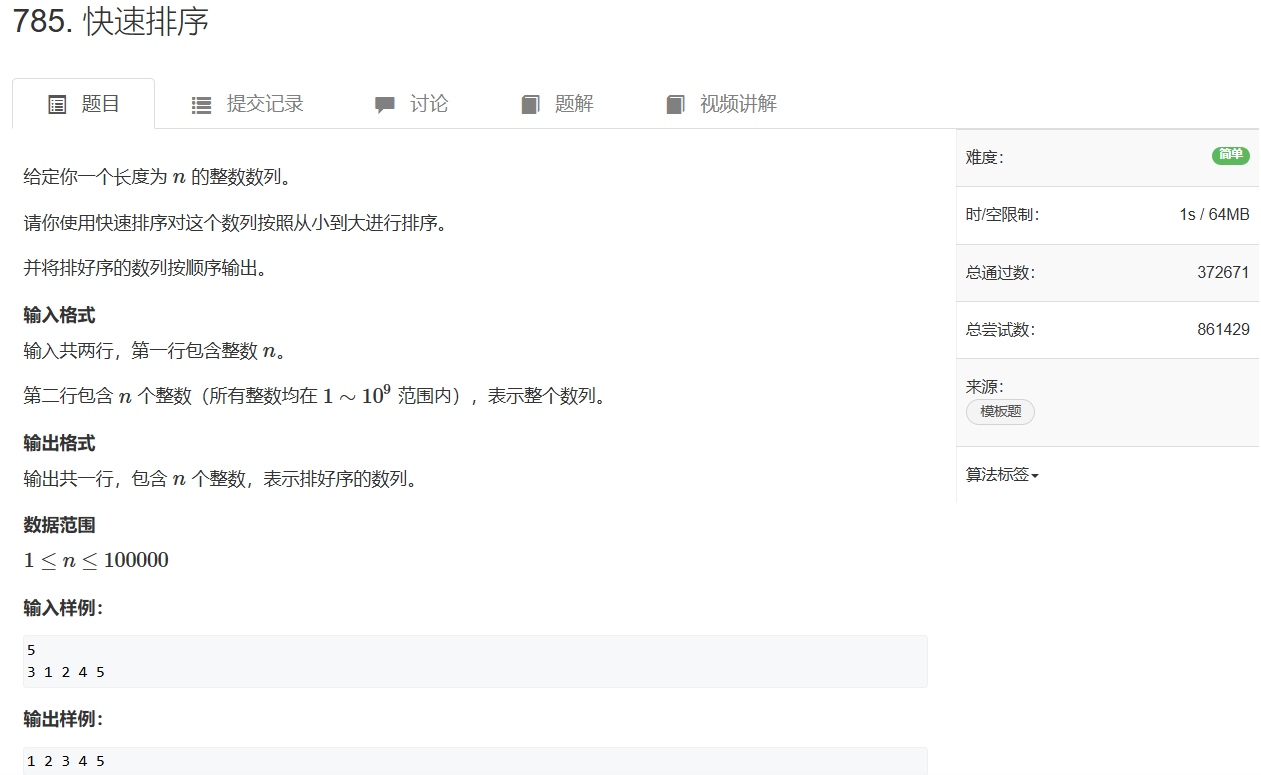 785. 快速排序
题目 提交记录 讨论 题解 视频讲解
给定你一个长度为 n 的整数数列。
请你使用快速排序对这个数列按照从小到大进行排序。
并将排好序的数列按顺序输出。
输入格式
输入共两行，第一行包含整数 n。
第二行包含 n 个整数（所有整数均在 1 ∼ 10⁹ 范围内），表示整个数列。
输出格式
输出共一行，包含 n 个整数，表示排好序的数列。
数据范围
1 ≤ n ≤ 100000
输入样例：
5
3 1 2 4 5
输出样例：
1 2 3 4 5
难度： 简单
时/空限制： 1s / 64MB
总通过数： 372671
总尝试数： 861429
来源：
模板题
算法标签